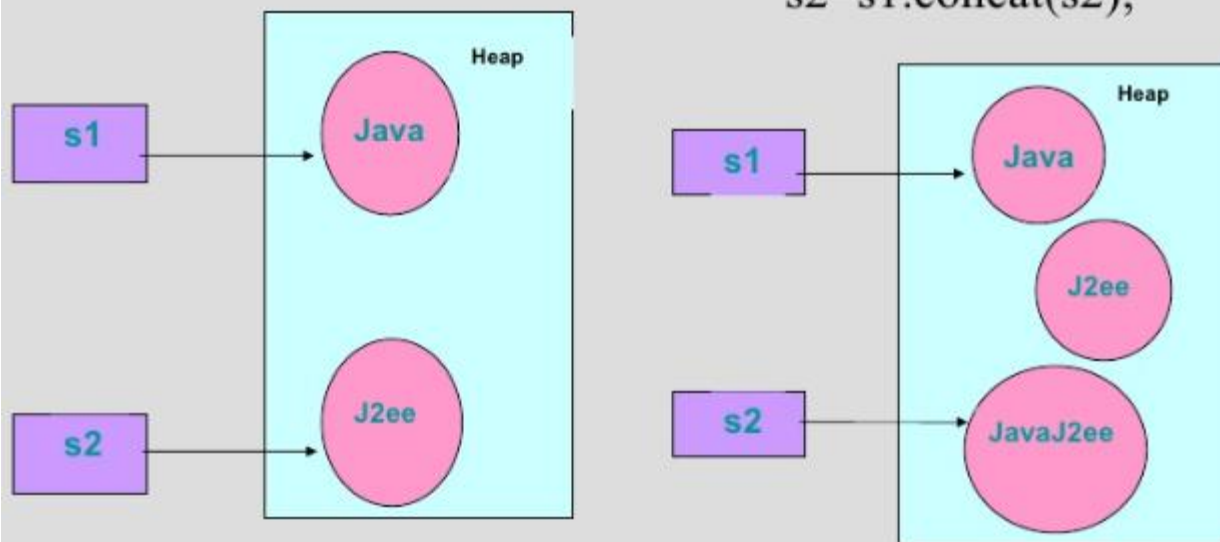 s2=s1.concat(s2);
Heap
s1
Java
s2
J2ee
Heap
s1
Java
J2ee
s2
JavaJ2ee